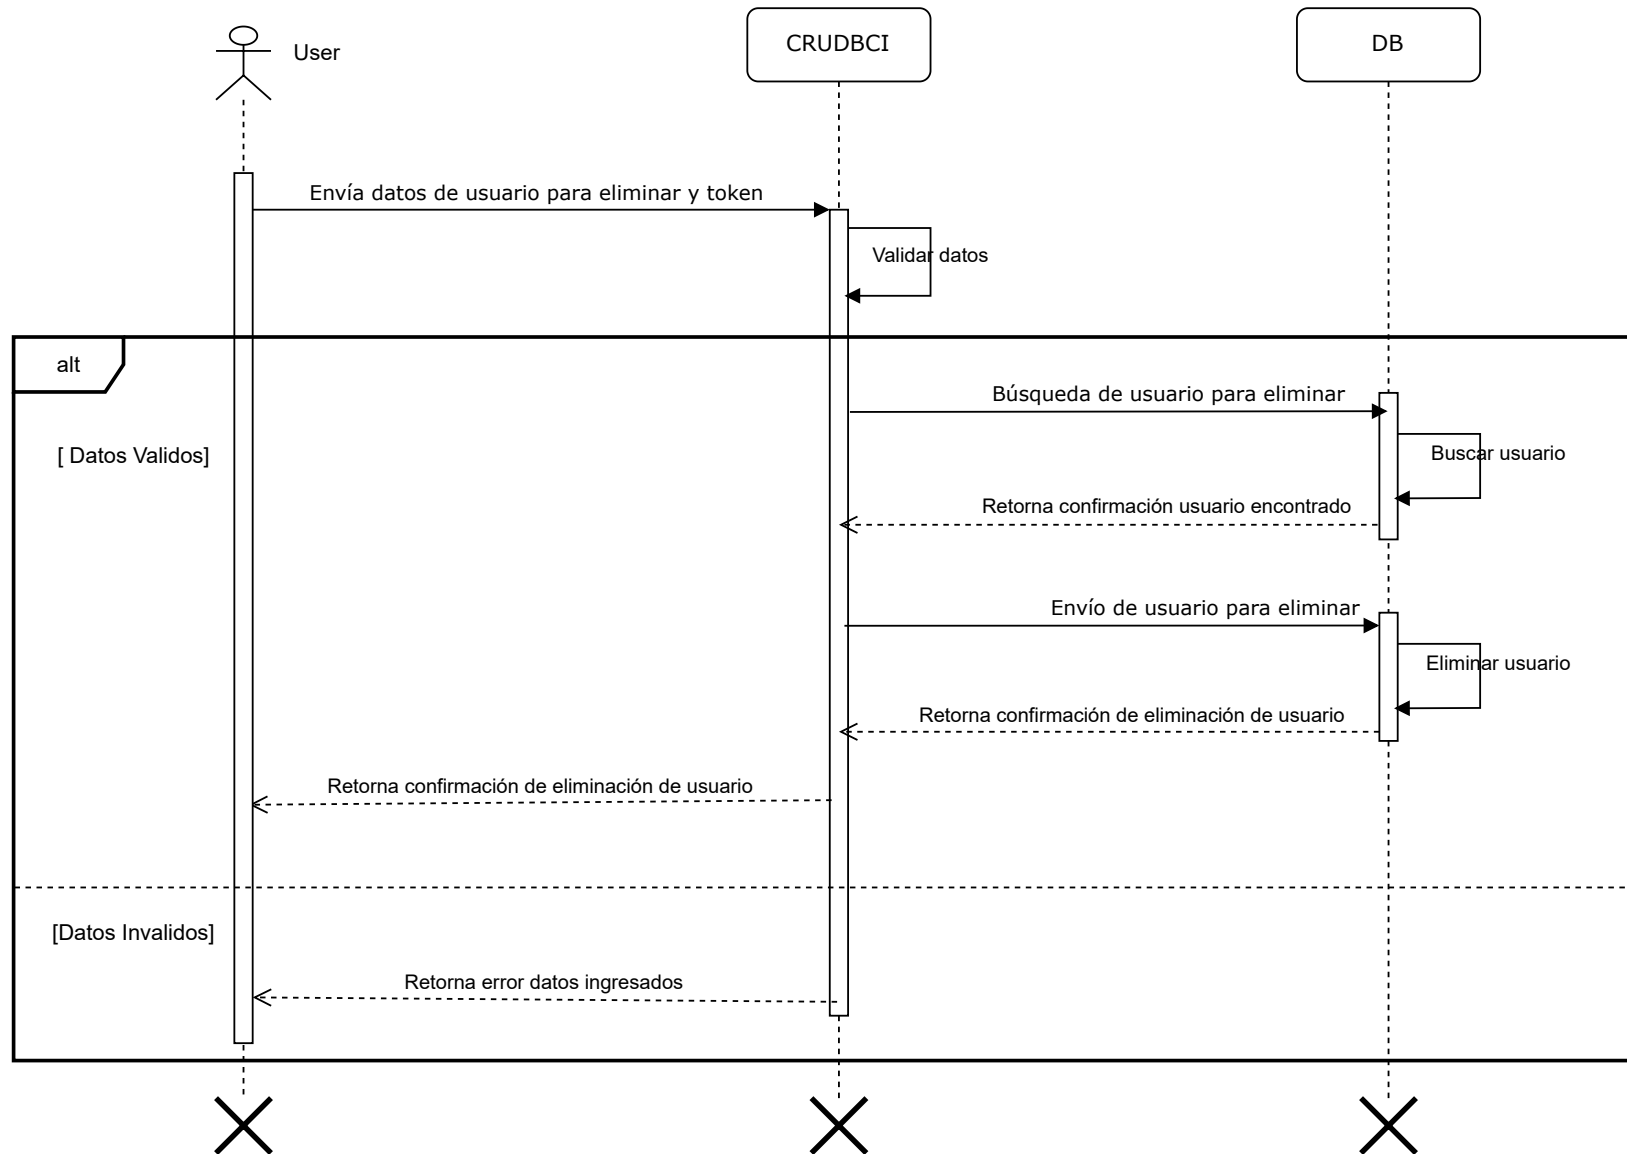 User
CRUDBCI
DB
Envía datos de usuario para eliminar y token
Validar datos
alt
Búsqueda de usuario para eliminar
[ Datos Validos]
Buscar usuario
Retorna confirmación usuario encontrado
Envío de usuario para eliminar
Eliminar usuario
Retorna confirmación de eliminación de usuario
Retorna confirmación de eliminación de usuario
[Datos Invalidos]
Retorna error datos ingresados